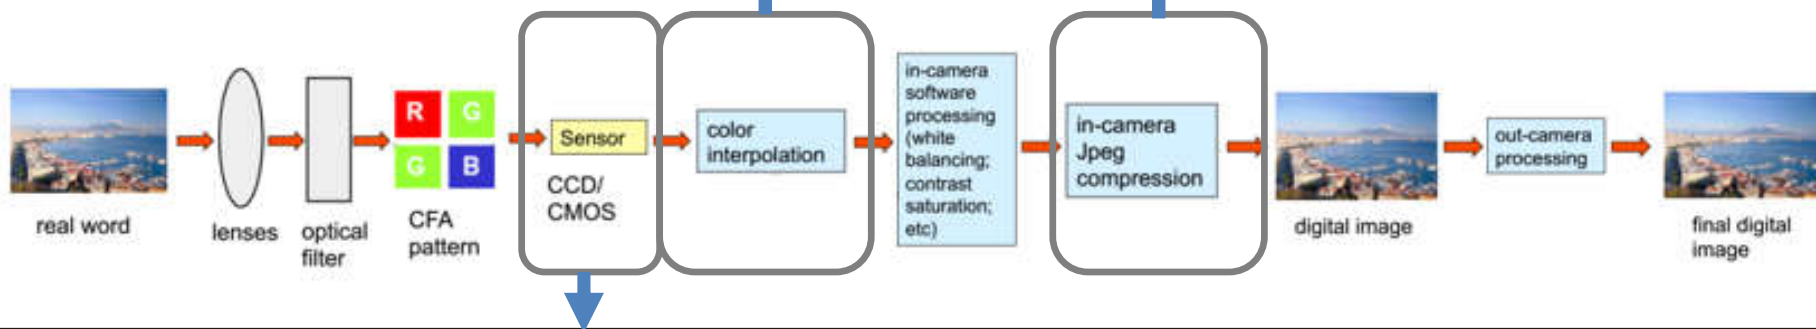 real word
lenses
optical
filter
R G
G B
CFA
pattern
Sensor
CCD/
CMOS
color
interpolation
in-camera
software
processing
(white
balancing;
contrast
saturation;
etc)
in-camera
Jpeg
compression
digital image
out-camera
processing
final digital
image